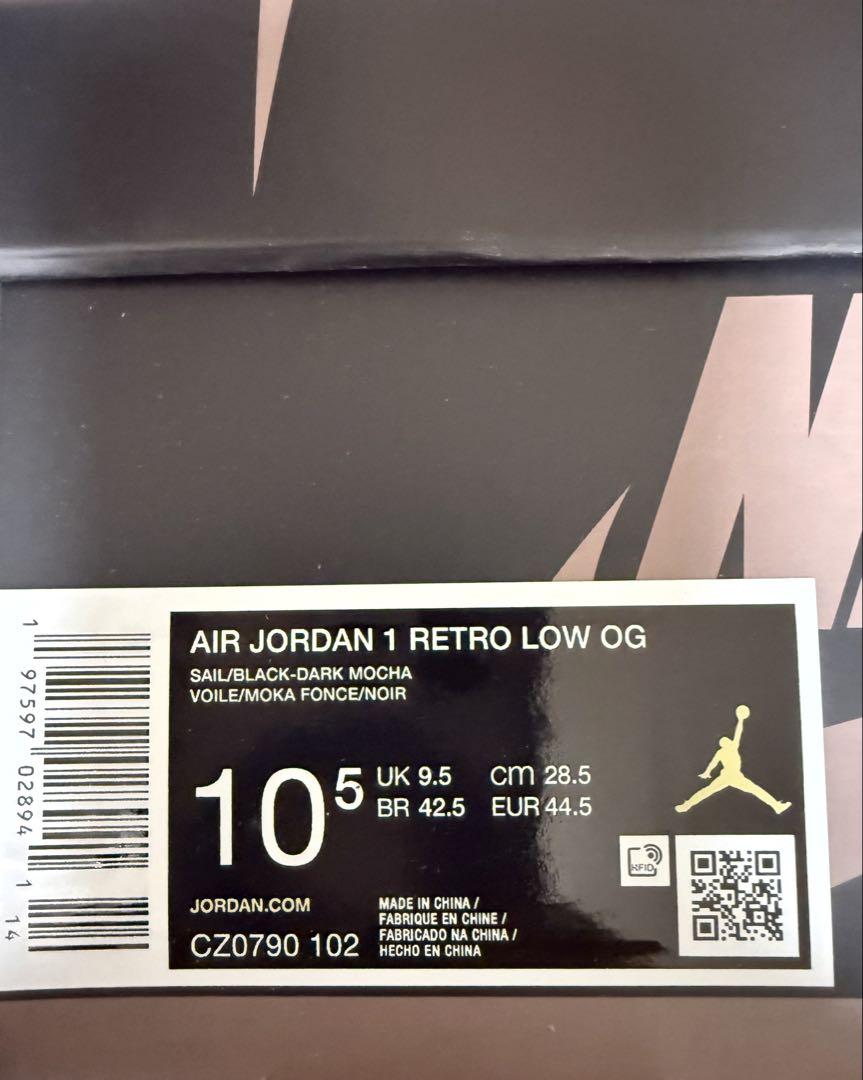 AIR JORDAN 1 RETRO LOW OG
SAIL/BLACK-DARK MOCHA
VOILE/MOKA FONCE/NOIR
10⁵
UK 9.5 cm 28.5
BR 42.5 EUR 44.5
RFID
JORDAN.COM
CZ0790 102
MADE IN CHINA /
FABRIQUE EN CHINE /
FABRICADO NA CHINA /
HECHO EN CHINA
1 97597 02894 1 14